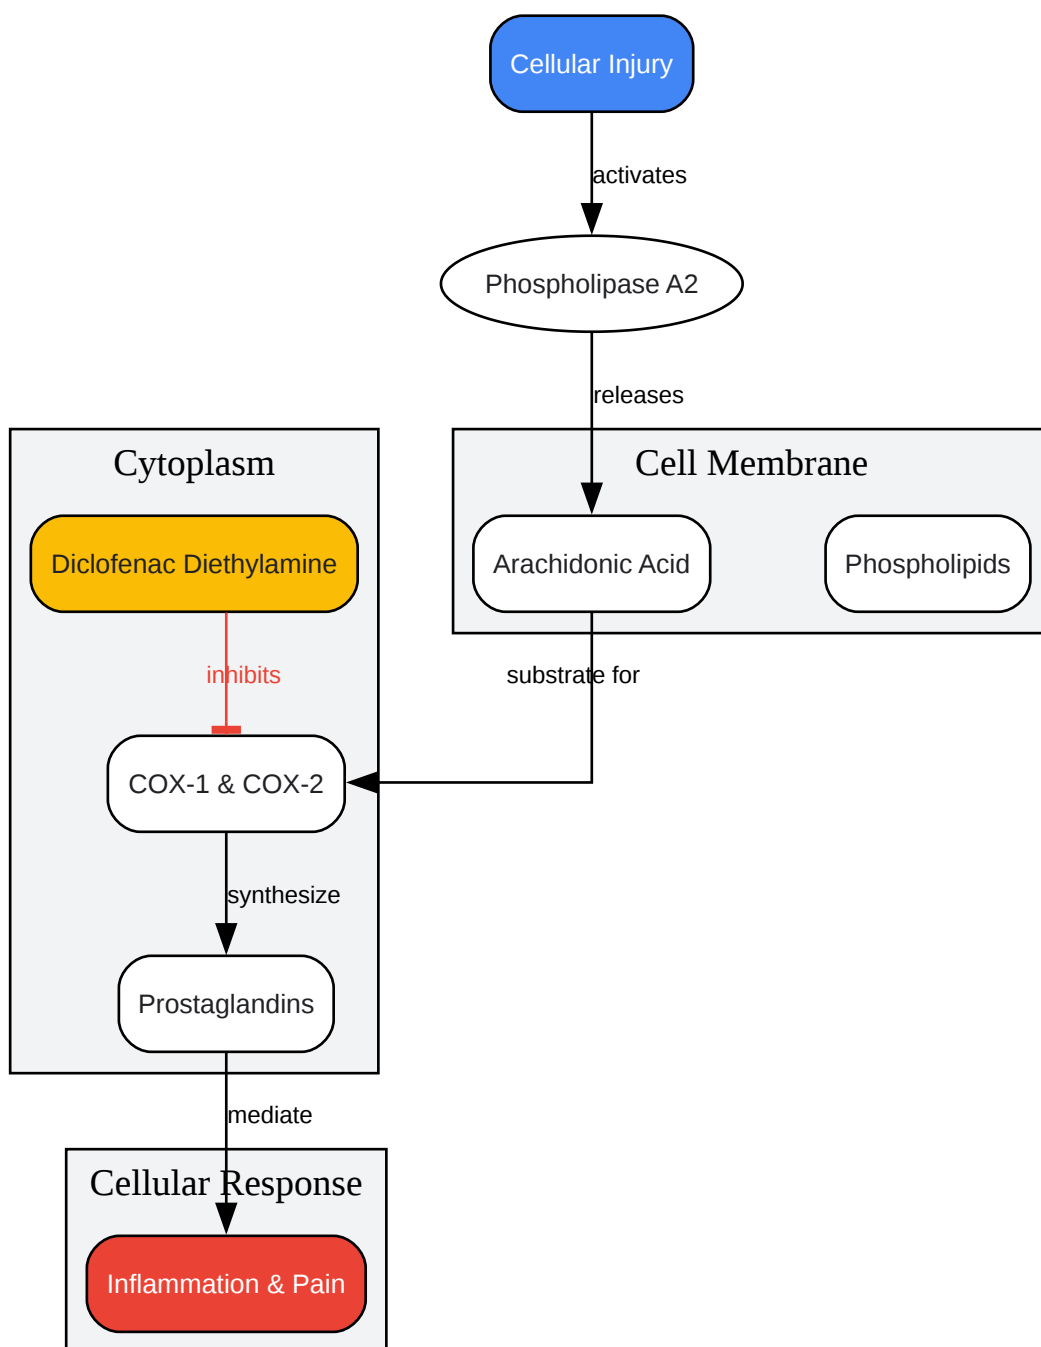 Cellular Injury
activates
Phospholipase A2
releases
Cytoplasm
Cell Membrane
Diclofenac Diethylamine
Arachidonic Acid
Phospholipids
inhibits
substrate for
COX-1 & COX-2
synthesize
Prostaglandins
mediate
Cellular Response
Inflammation & Pain